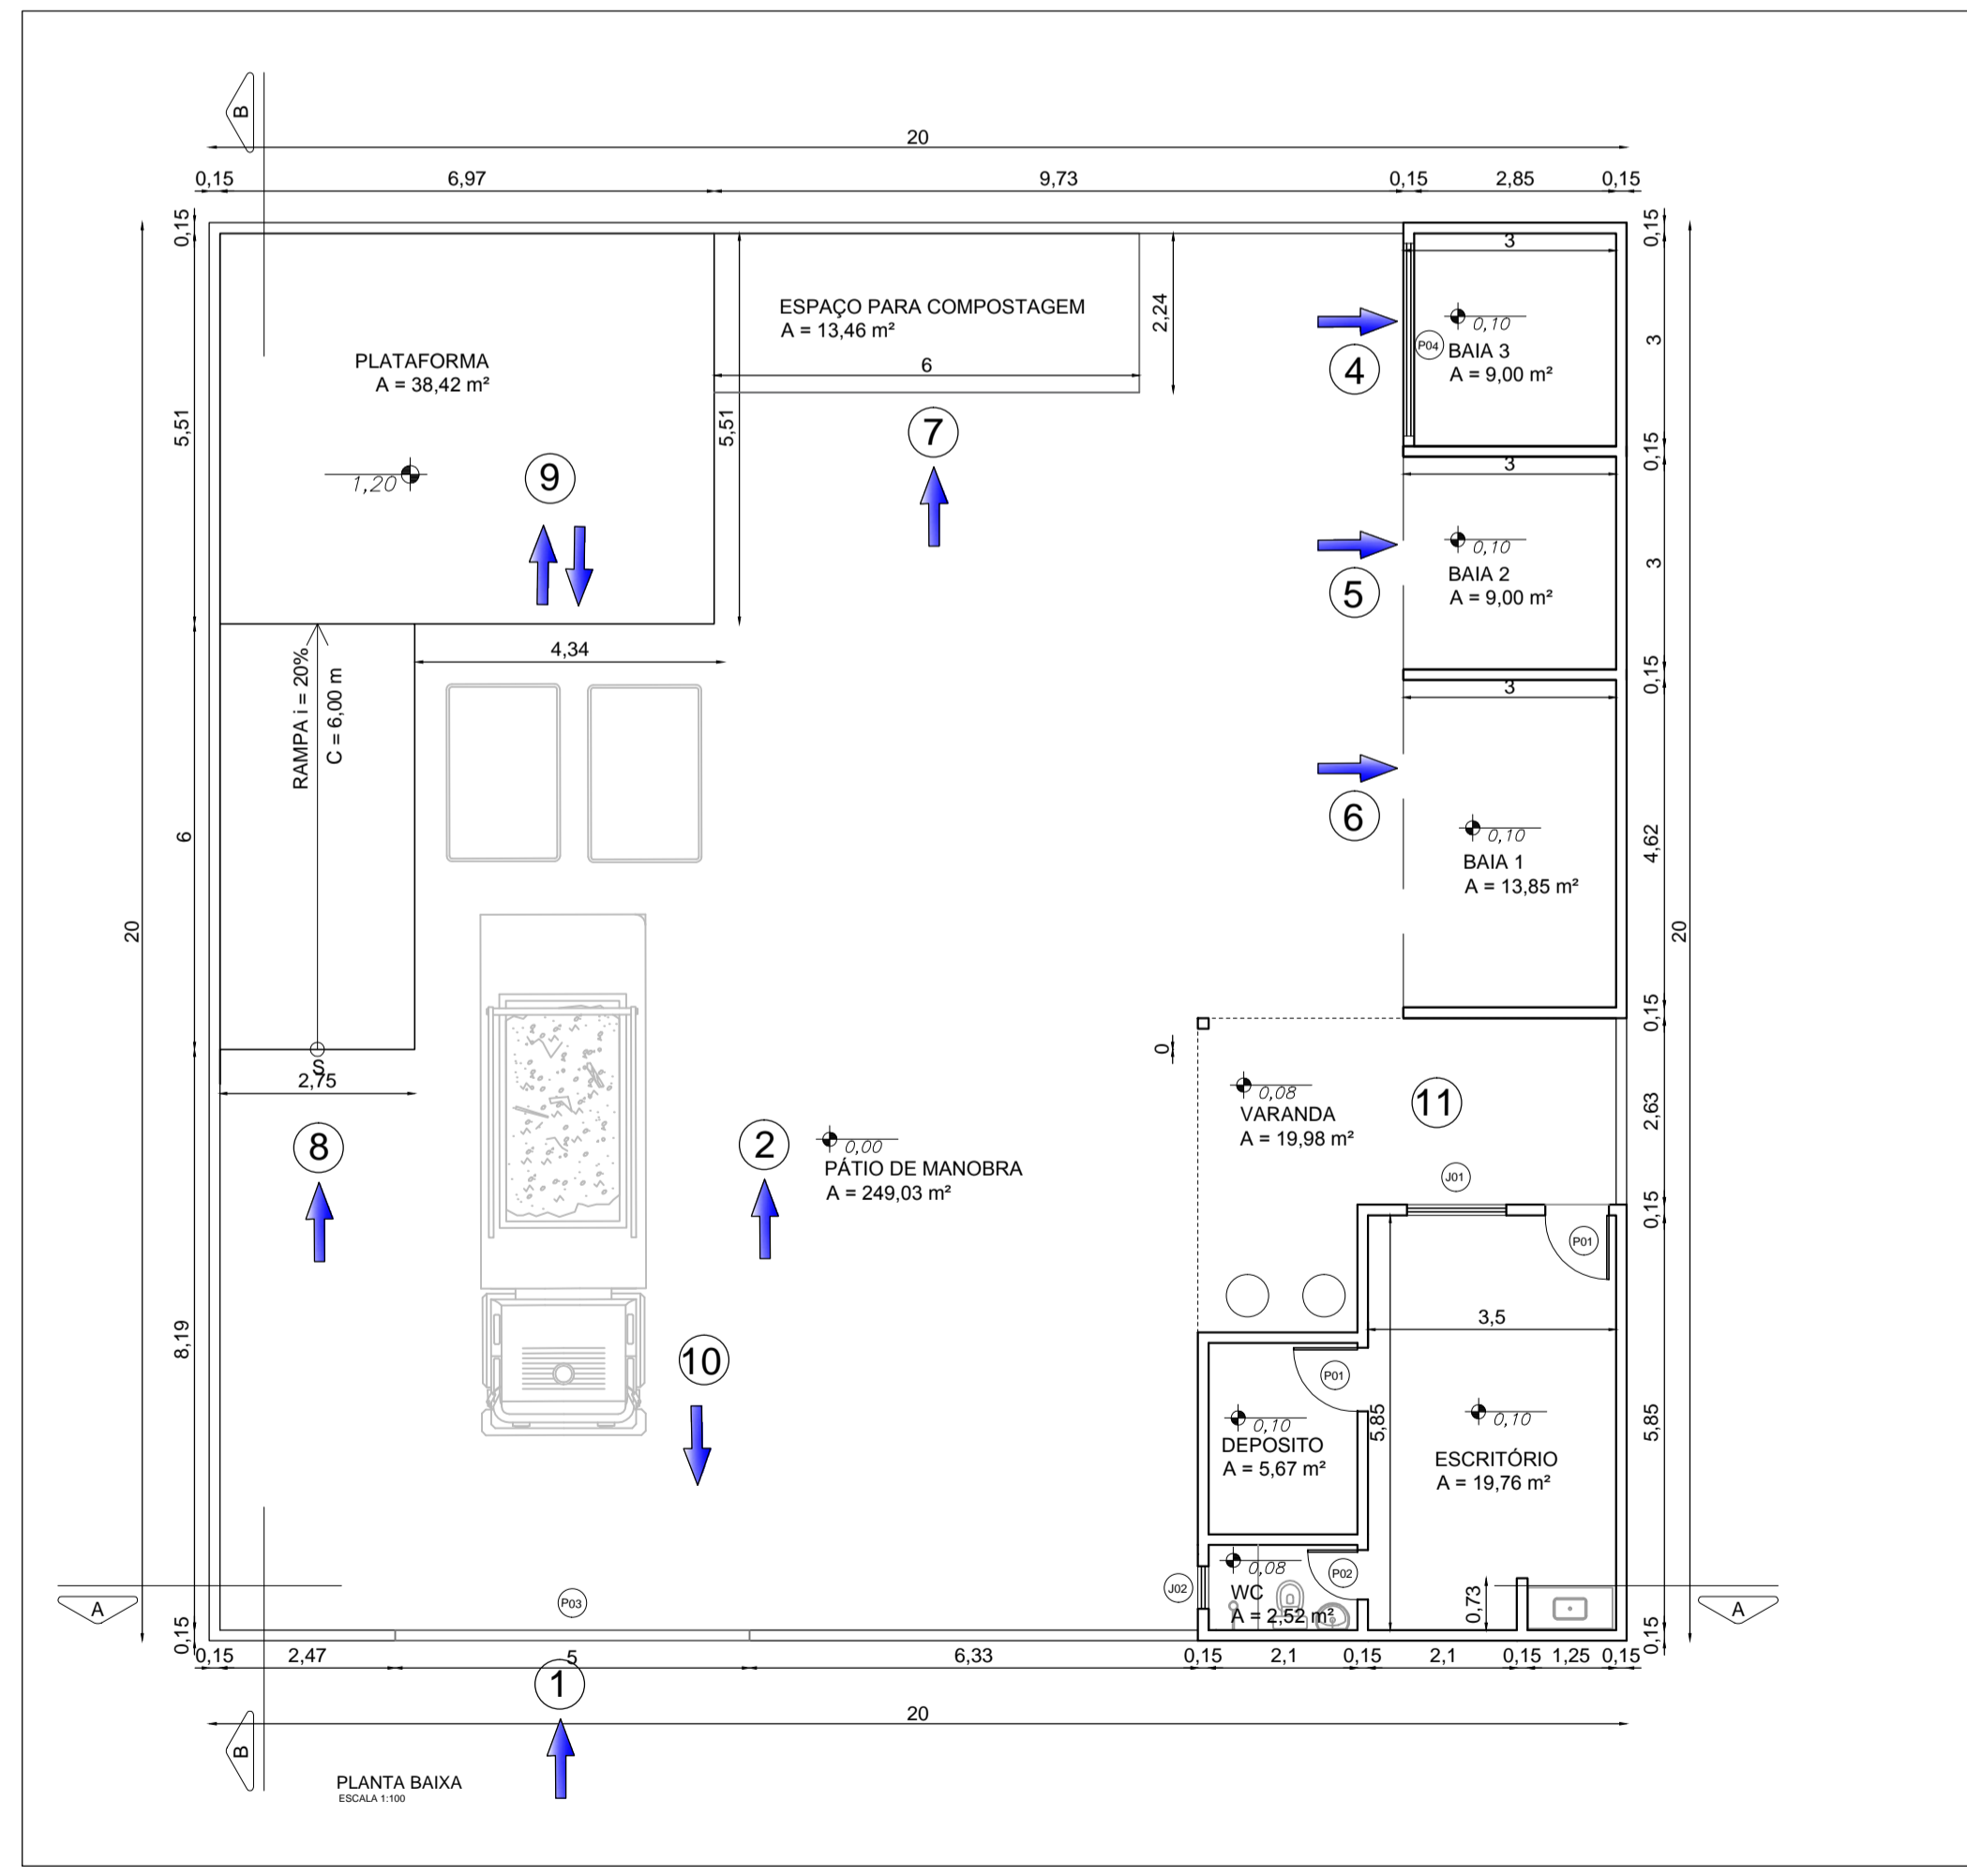 B
20
0,15 6,97 9,73 0,15 2,85 0,15
0,15 0,15
3
ESPAÇO PARA COMPOSTAGEM
A = 13,46 m²
2,24
4
0,10
P04
BAIA 3
A = 9,00 m²
3
PLATAFORMA
A = 38,42 m²
6
5,51
5,51
7
0,15
3
1,20
9
5
0,10
BAIA 2
A = 9,00 m²
3
4,34
0,15
3
RAMPA i = 20%
C = 6,00 m
6
6
0,10
BAIA 1
A = 13,85 m²
4,62
20
20
0,15
S
2,75
0
0,08
VARANDA
A = 19,98 m²
11
2,63
8
2
0,00
PÁTIO DE MANOBRA
A = 249,03 m²
J01
0,15
P01
3,5
8,19
10
P01
5,85
0,10
DEPOSITO
A = 5,67 m²
0,10
ESCRITÓRIO
A = 19,76 m²
5,85
0,08
WC
A = 2,52 m²
P02
J02
0,73
A
P03
A
0,15 0,15
0,15 2,47 5 6,33 0,15 2,1 0,15 2,1 0,15 1,25 0,15
1
20
B
PLANTA BAIXA
ESCALA 1:100